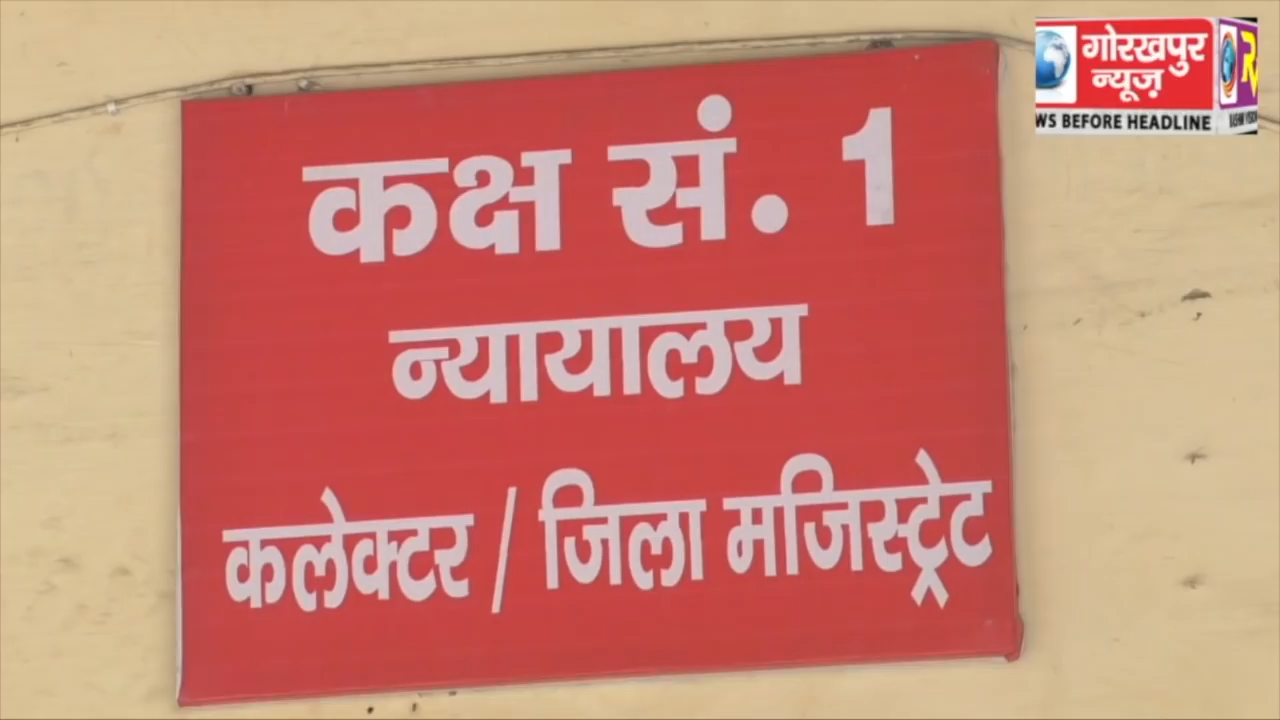 गोरखपुर
न्यूज़
WS BEFORE HEADLINE
कक्ष सं. 1
न्यायालय
कलेक्टर / जिला मजिस्ट्रेट